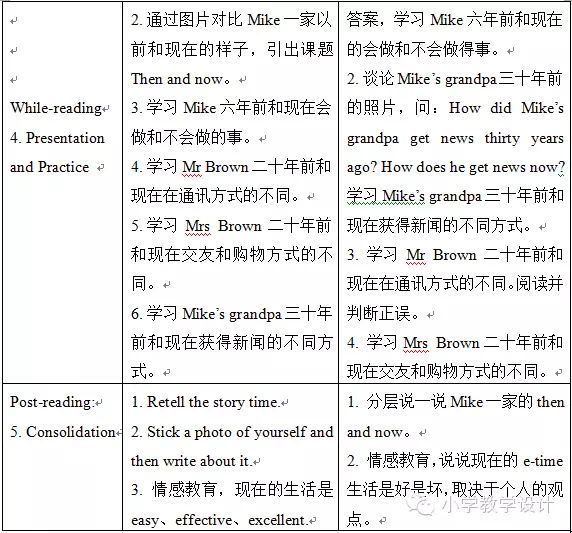 While-reading
4. Presentation
and Practice
2. 通过图片对比 Mike 一家以
前和现在的样子，引出课题
Then and now。
3. 学习 Mike 六年前和现在会
做和不会做的事。
4. 学习 Mr Brown 二十年前和
现在在通讯方式的不同。
5. 学习 Mrs Brown 二十年前
和现在交友和购物方式的不
同。
6. 学习 Mike’s grandpa 三十年
前和现在获得新闻的不同方
式。
答案，学习 Mike 六年前和现在
的会做和不会做得事。
2. 谈论 Mike’s grandpa 三十年前
的照片，问：How did Mike’s
grandpa get news thirty years
ago? How does he get news now?
学习 Mike’s grandpa 三十年前和
现在获得新闻的不同方式。
3. 学习 Mr Brown 二十年前和
现在在通讯方式的不同。阅读并
判断正误。
4. 学习 Mrs Brown 二十年前和
现在交友和购物方式的不同。
Post-reading:
5. Consolidation
1. Retell the story time.
2. Stick a photo of yourself and
then write about it.
3. 情感教育，现在的生活是
easy、effective、excellent.
1. 分层说一说 Mike 一家的 then
and now。
2. 情感教育，说说现在的 e-time
生活是好是坏，取决于个人的观
点。
小学教学设计